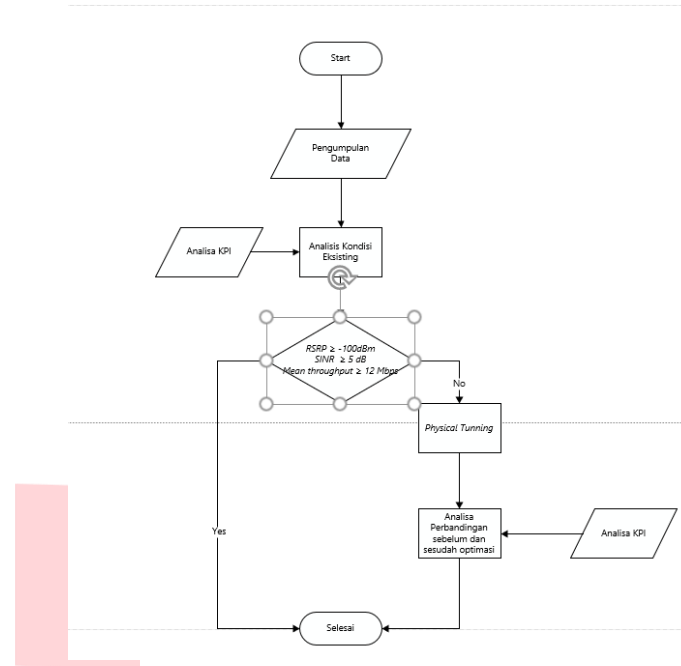 Start
Pengumpulan
Data
Analisa KPI
Analisis Kondisi
Eksisting
RSRP ≥ -100dBm
SINR ≥ 5 dB
Mean throughput ≥ 12 Mbps
No
Physical Tunning
Yes
Analisa
Perbandingan
sebelum dan
sesudah optimasi
Analisa KPI
Selesai